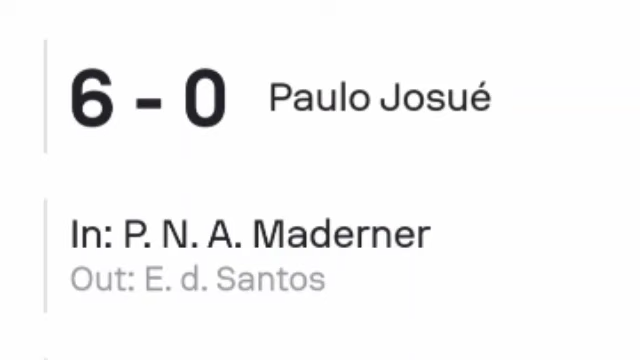 6 - 0 Paulo Josué
In: P. N. A. Maderner
Out: E. d. Santos